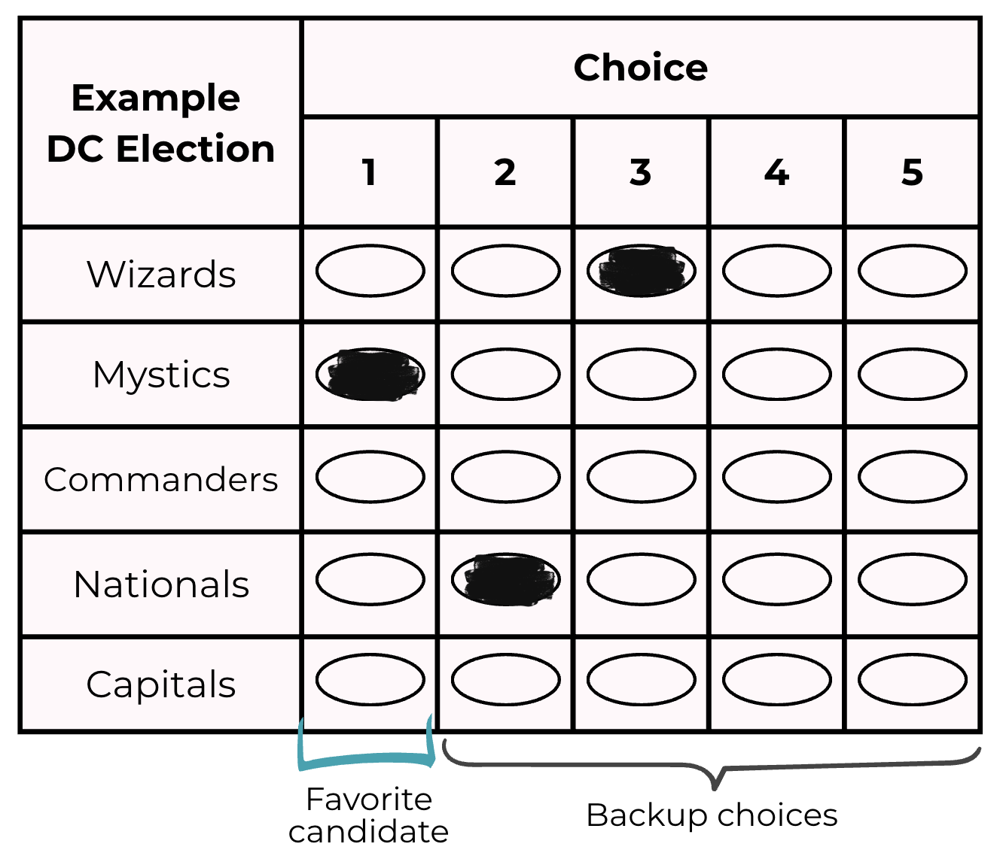 Example
DC Election
Choice
1 2 3 4 5
Wizards
Mystics
Commanders
Nationals
Capitals
Favorite
candidate
Backup choices